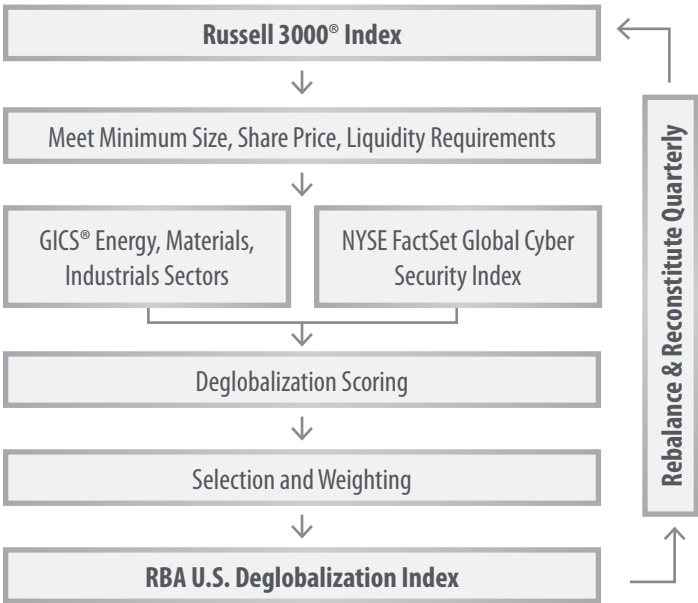 Russell 3000® Index
Meet Minimum Size, Share Price, Liquidity Requirements
GICS® Energy, Materials,
Industrials Sectors
NYSE FactSet Global Cyber
Security Index
Deglobalization Scoring
Selection and Weighting
RBA U.S. Deglobalization Index
Rebalance & Reconstitute Quarterly